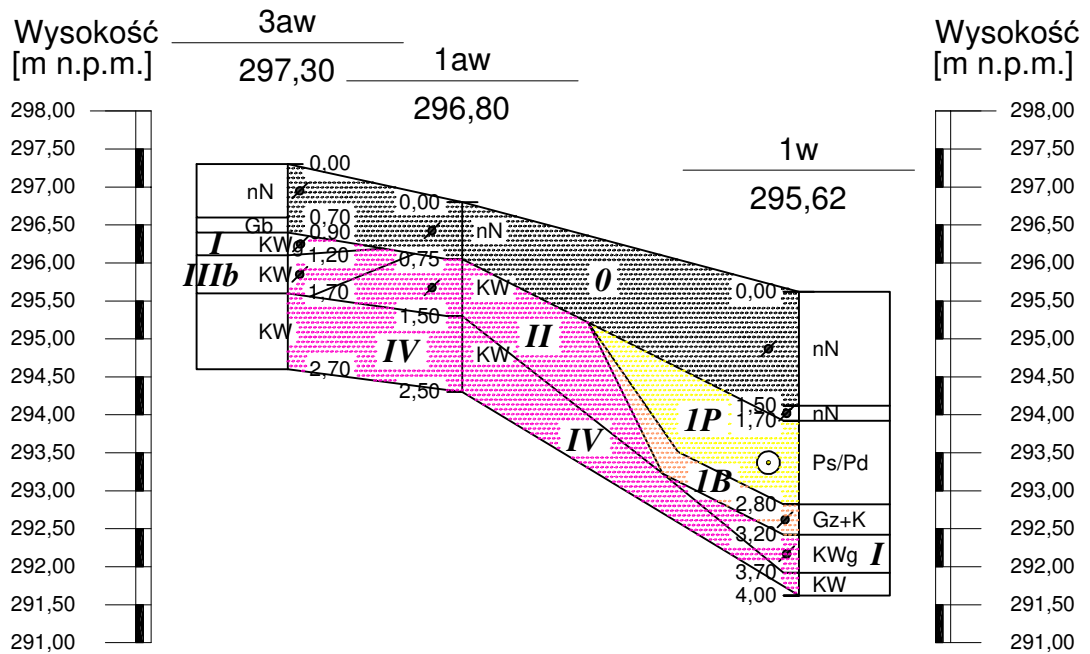 Wysokość
[m n.p.m.]
3aw
297,30
1aw
296,80
1w
295,62
Wysokość
[m n.p.m.]
298,00
297,50
297,00
296,50
296,00
295,50
295,00
294,50
294,00
293,50
293,00
292,50
292,00
291,50
291,00
nN
Gb
I
KWg
IIIb
KW
KW
0,00
0,70
0,90
1,20
1,70
2,70
0,00
0,75
1,50
2,50
nN
KW
KW
0
II
IV
IV
1P
1B
0,00
1,50
1,70
2,80
3,20
3,70
4,00
nN
nN
Ps/Pd
Gz+K
KWg I
KW
298,00
297,50
297,00
296,50
296,00
295,50
295,00
294,50
294,00
293,50
293,00
292,50
292,00
291,50
291,00